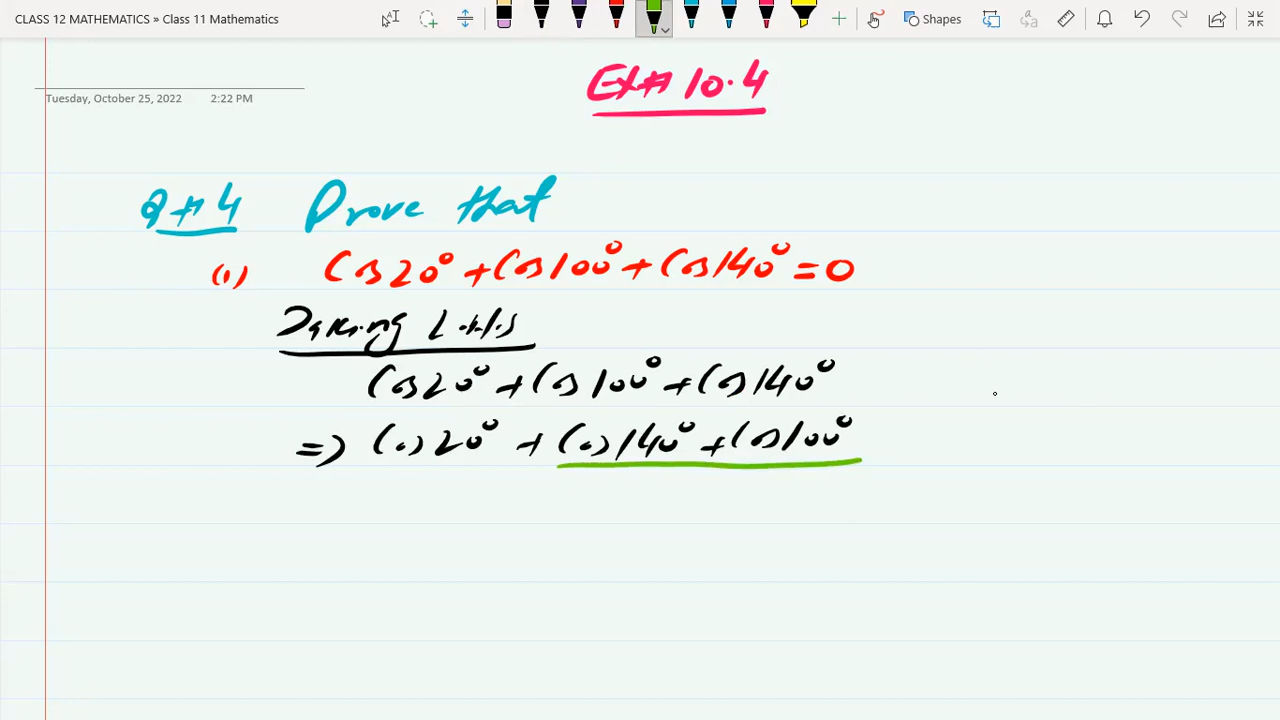 CLASS 12 MATHEMATICS » Class 11 Mathematics
Shapes
Ex# 10.4
Tuesday, October 25, 2022 2:22 PM
Q#4 Prove that
(i) Cos20° + Cos100° + Cos140° = 0
Taking L.H.S
Cos20° + Cos100° + Cos140°
=> Cos20° + Cos140° + Cos100°